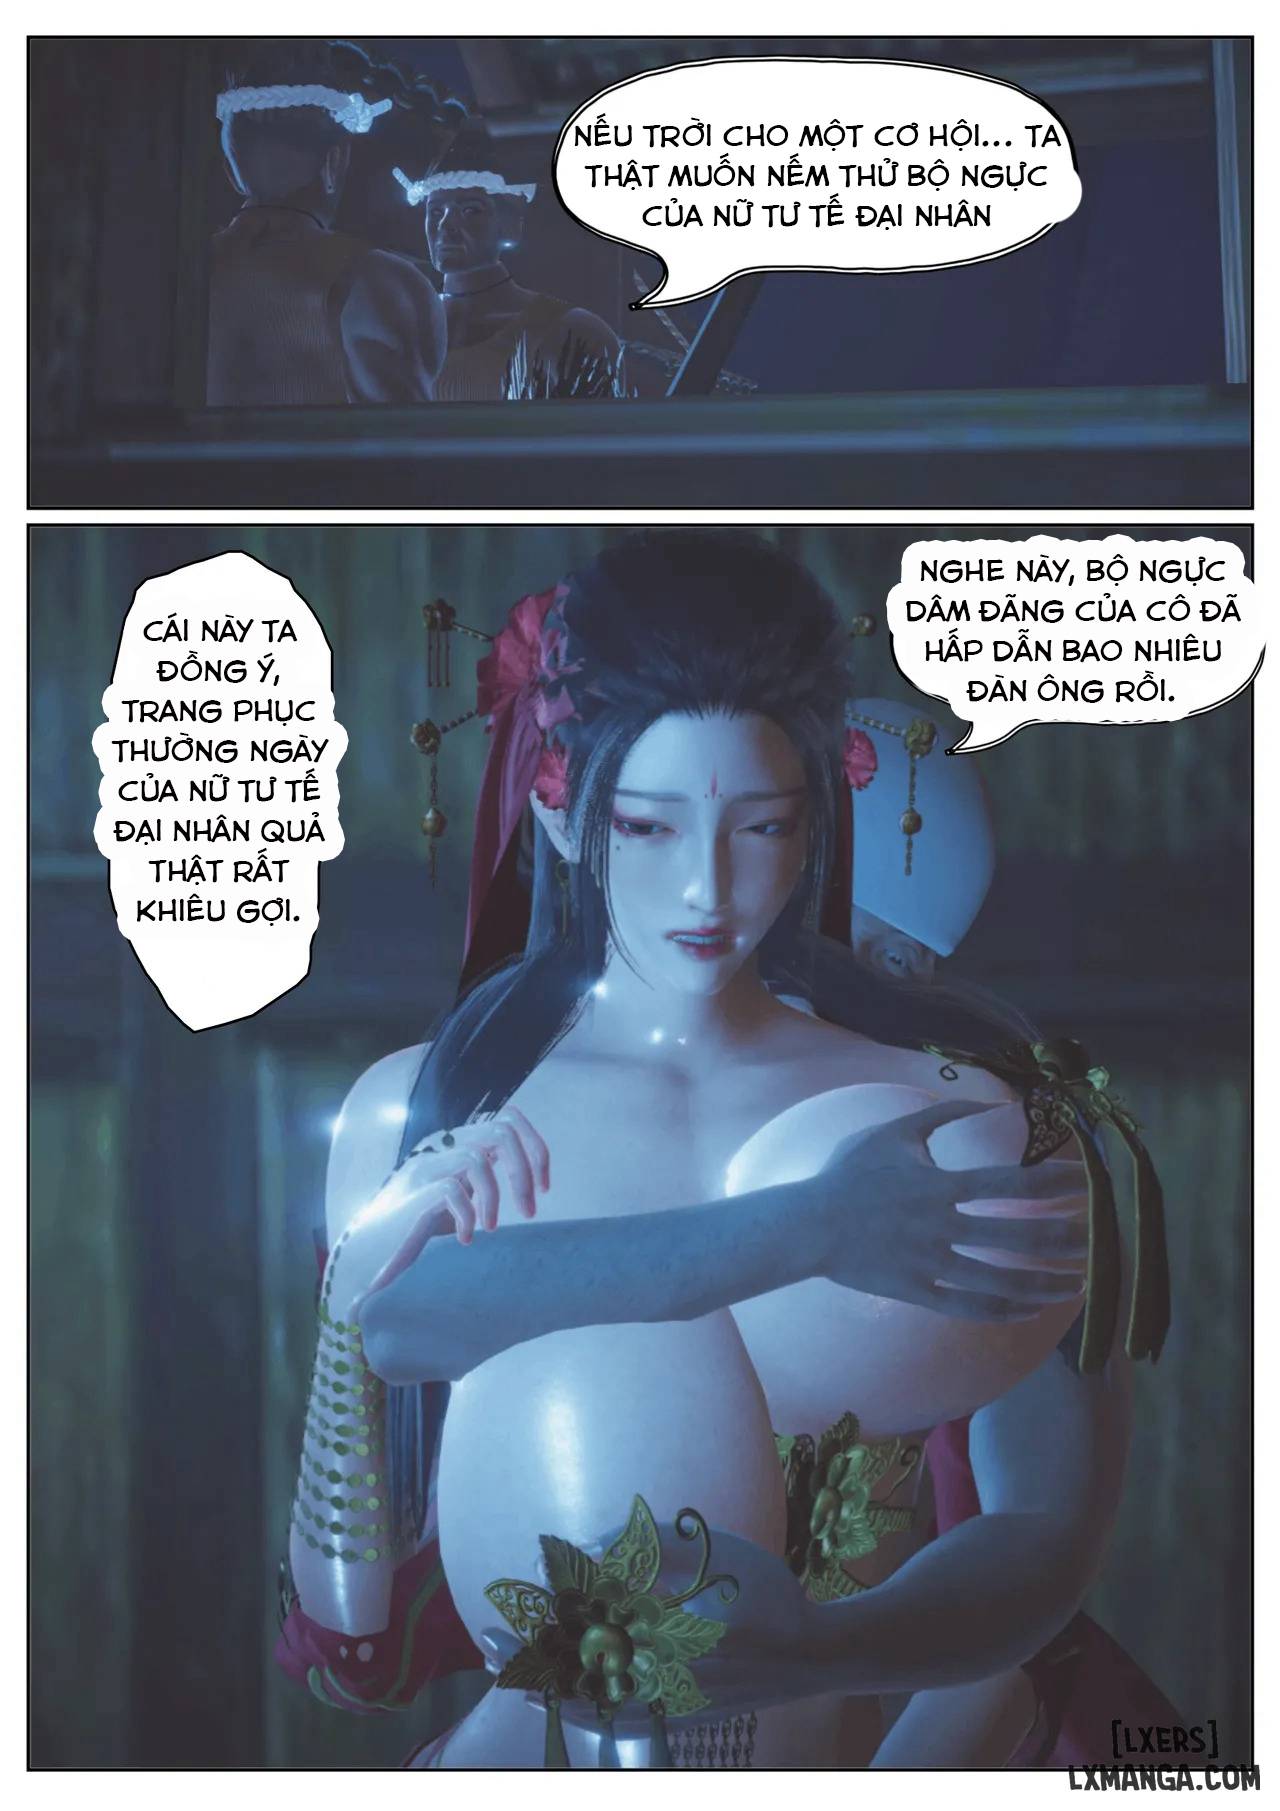 NẾU TRỜI CHO MỘT CƠ HỘI... TA
THẬT MUỐN NẾM THỬ BỘ NGỰC
CỦA NỮ TƯ TẾ ĐẠI NHÂN
CÁI NÀY TA
ĐỒNG Ý,
TRANG PHỤC
THƯỜNG NGÀY
CỦA NỮ TƯ TẾ
ĐẠI NHÂN QUẢ
THẬT RẤT
KHIÊU GỢI.
NGHE NÀY, BỘ NGỰC
DÂM ĐÃNG CỦA CÔ ĐÃ
HẤP DẪN BAO NHIÊU
ĐÀN ÔNG RỒI.
[LXERS]
LXMANGA.COM